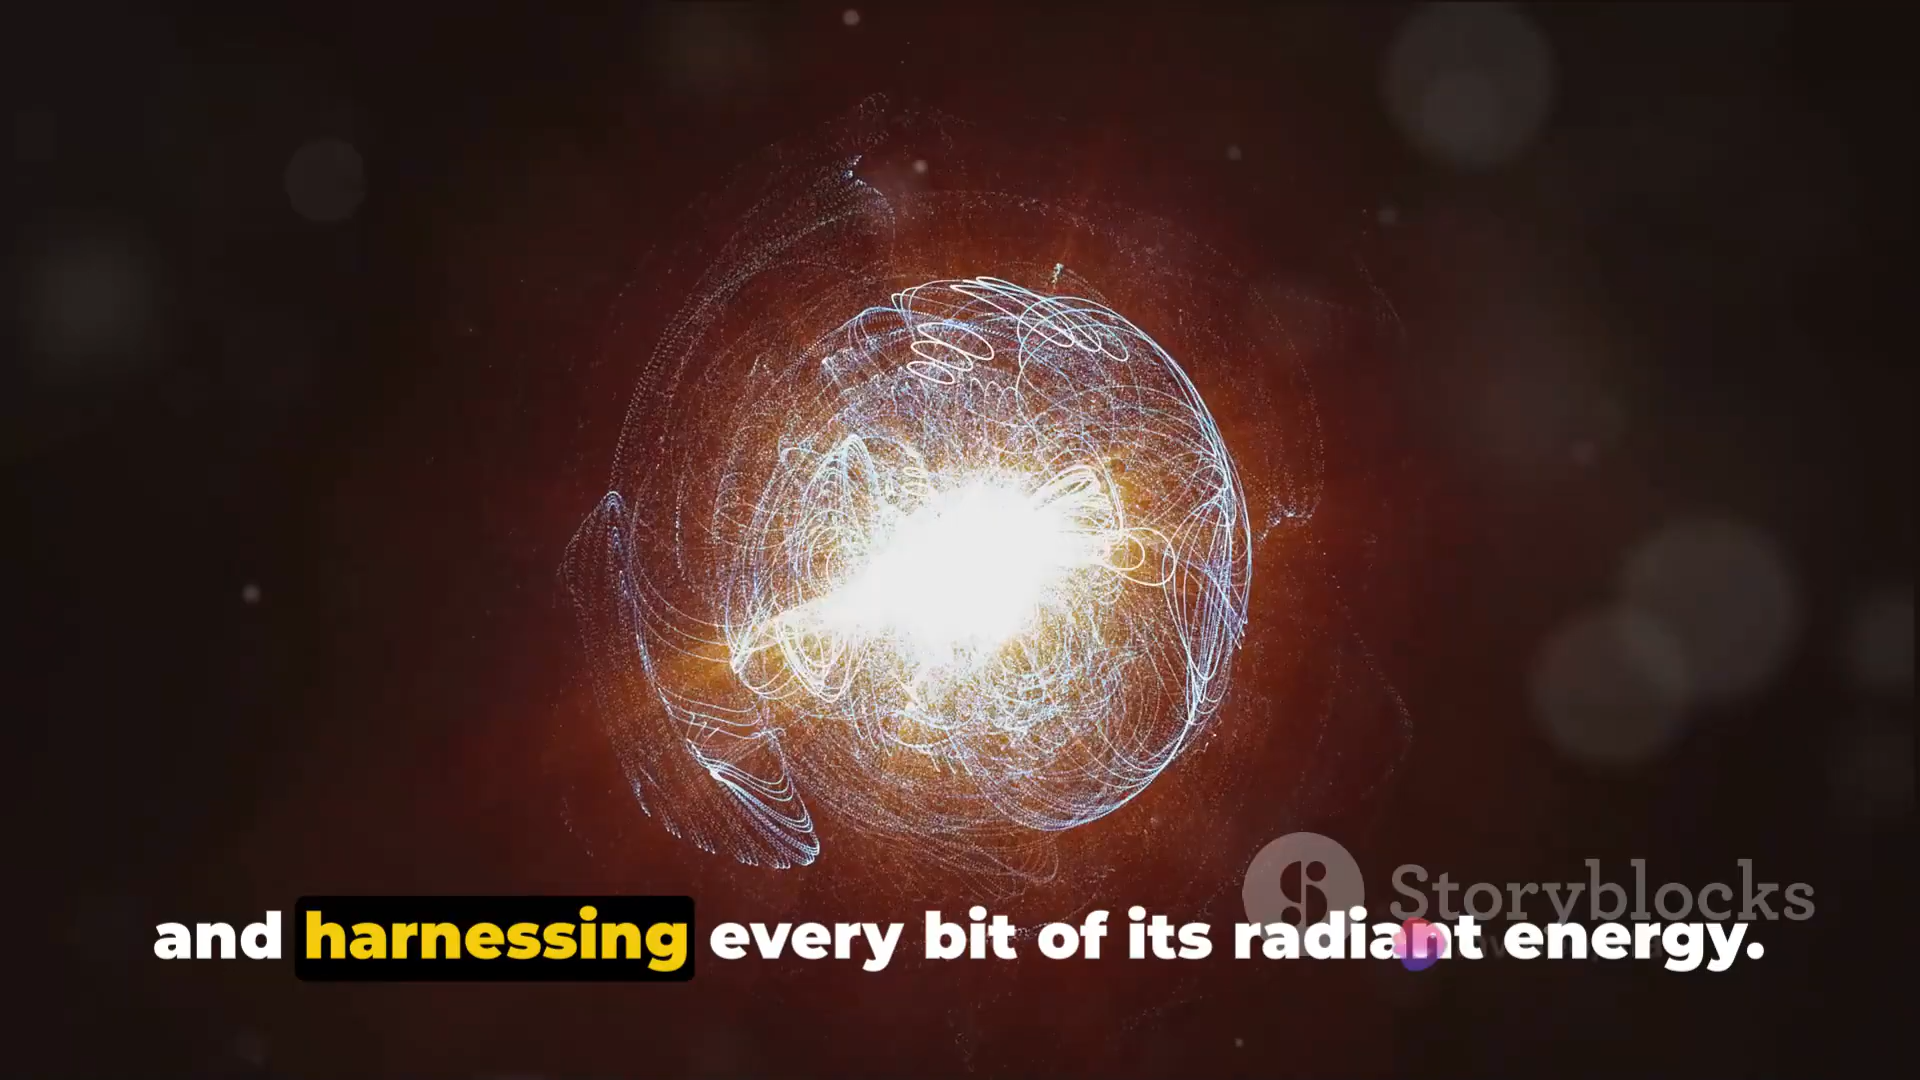 Storyblocks
and harnessing every bit of its radiant energy.